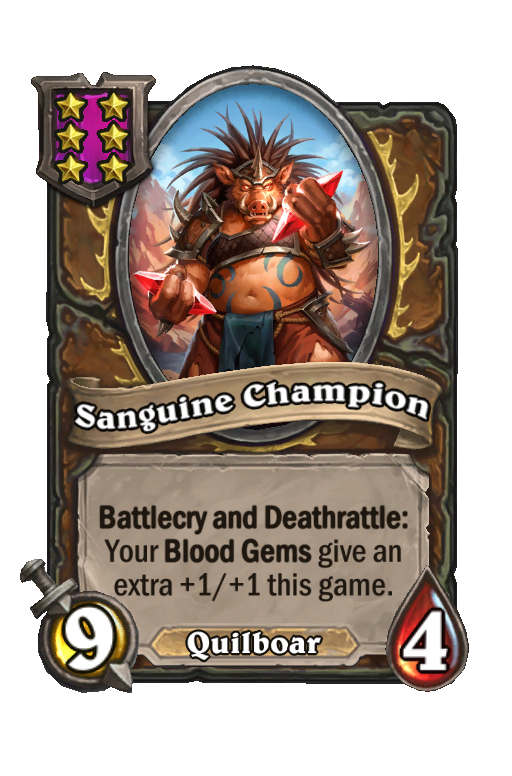 Sanguine Champion
Battlecry and Deathrattle:
Your Blood Gems give an
extra +1/+1 this game.
9
Quilboar
4